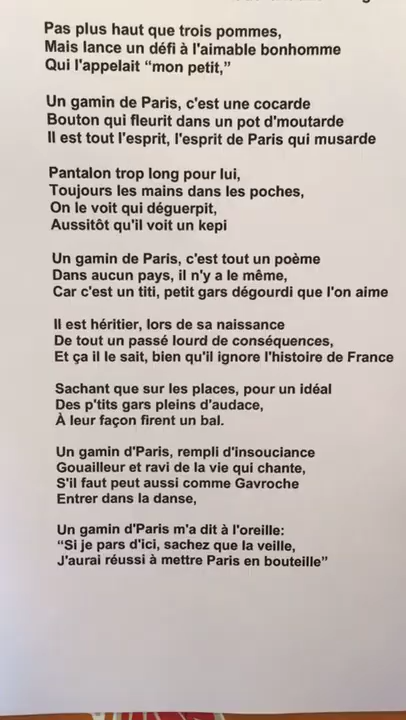 Pas plus haut que trois pommes,
Mais lance un défi à l'aimable bonhomme
Qui l'appelait “mon petit,”
Un gamin de Paris, c'est une cocarde
Bouton qui fleurit dans un pot d'moutarde
Il est tout l'esprit, l'esprit de Paris qui musarde
Pantalon trop long pour lui,
Toujours les mains dans les poches,
On le voit qui déguerpit,
Aussitôt qu'il voit un kepi
Un gamin de Paris, c'est tout un poème
Dans aucun pays, il n'y a le même,
Car c'est un titi, petit gars dégourdi que l'on aime
Il est héritier, lors de sa naissance
De tout un passé lourd de conséquences,
Et ça il le sait, bien qu'il ignore l'histoire de France
Sachant que sur les places, pour un idéal
Des p'tits gars pleins d'audace,
À leur façon firent un bal.
Un gamin d'Paris, rempli d'insouciance
Gouailleur et ravi de la vie qui chante,
S'il faut peut aussi comme Gavroche
Entrer dans la danse,
Un gamin d'Paris m'a dit à l'oreille:
“Si je pars d'ici, sachez que la veille,
J'aurai réussi à mettre Paris en bouteille”